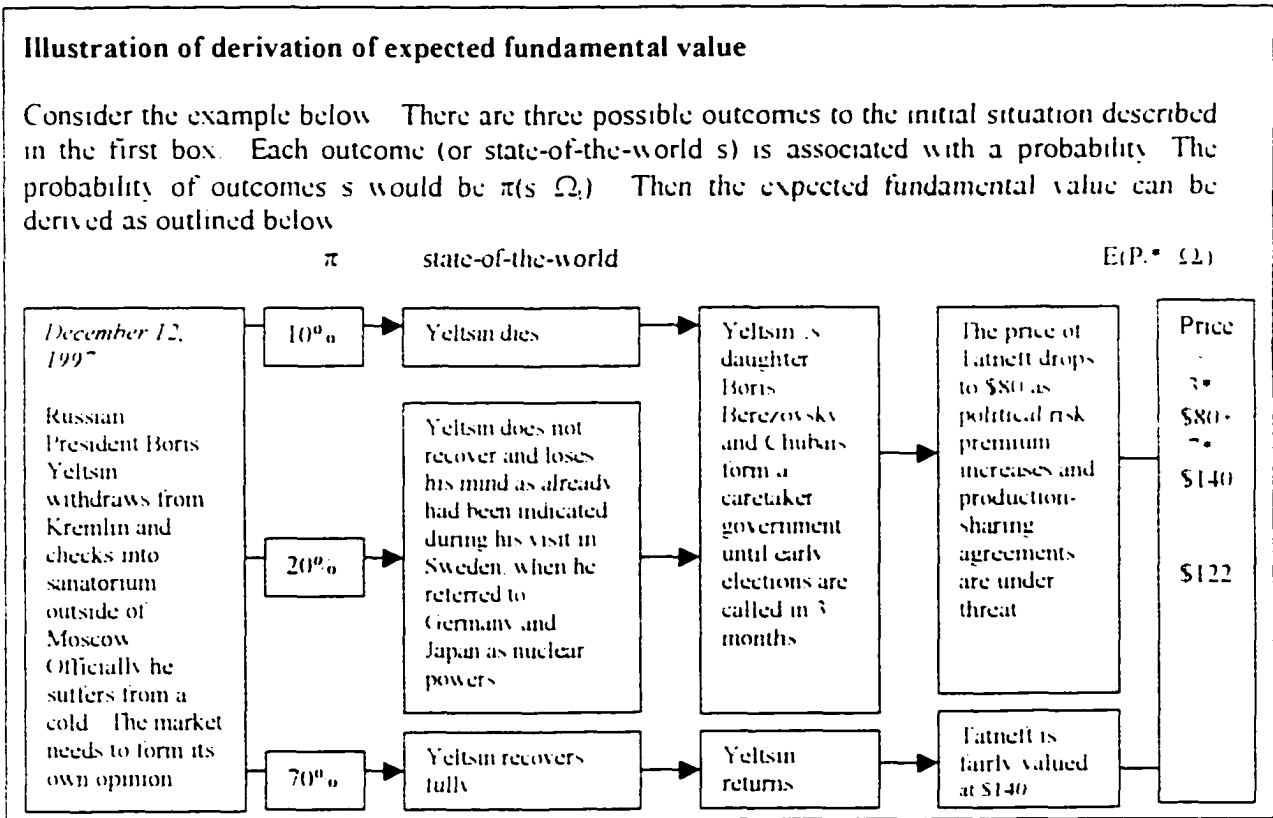 Illustration of derivation of expected fundamental value
Consider the example below There are three possible outcomes to the initial situation described
in the first box. Each outcome (or state-of-the-world s) is associated with a probability The
probability of outcomes s would be π(s Ω) Then the expected fundamental value can be
derived as outlined below
π state-of-the-world E(P * Ω)
December 12,
1997
Russian
President Boris
Yeltsin
withdraws from
Kremlin and
checks into
sanatorium
outside of
Moscow
Officially he
suffers from a
cold The market
needs to form its
own opinion
10%
20%
70%
Yeltsin dies
Yeltsin does not
recover and loses
his mind as already
had been indicated
during his visit in
Sweden, when he
referred to
Germany and
Japan as nuclear
powers
Yeltsin recovers
fully
Yeltsin s
daughter
Boris
Berezovsky
and Chubais
form a
caretaker
government
until early
elections are
called in 3
months
Yeltsin
returns
The price of
Tatneft drops
to $80 as
political risk
premium
increases and
production-
sharing
agreements
are under
threat
Tatneft is
fairly valued
at $140
Price
3*
$80+
7*
$140
$122